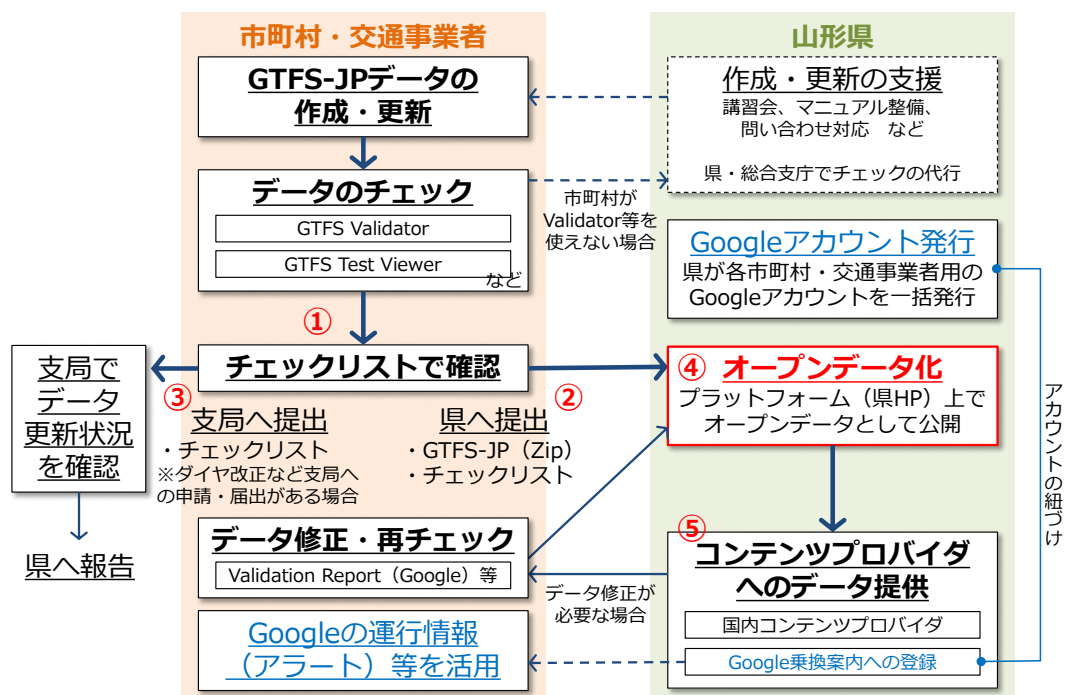 市町村・交通事業者
山形県
GTFS-JPデータの
作成・更新
作成・更新の支援
講習会、マニュアル整備、
問い合わせ対応　など
県・総合支庁でチェックの代行
データのチェック
GTFS Validator
GTFS Test Viewer
など
市町村が
Validator等を
使えない場合
Googleアカウント発行
県が各市町村・交通事業者用の
Googleアカウントを一括発行
①
チェックリストで確認
支局で
データ
更新状況
を確認
③
支局へ提出
・チェックリスト
※ダイヤ改正など支局へ
の申請・届出がある場合
②
県へ提出
・GTFS-JP（Zip）
・チェックリスト
④
オープンデータ化
プラットフォーム（県HP）上で
オープンデータとして公開
アカウントの紐づけ
県へ報告
データ修正・再チェック
Validation Report（Google）等
データ修正が
必要な場合
⑤
コンテンツプロバイダ
へのデータ提供
国内コンテンツプロバイダ
Google乗換案内への登録
Googleの運行情報
（アラート）等を活用